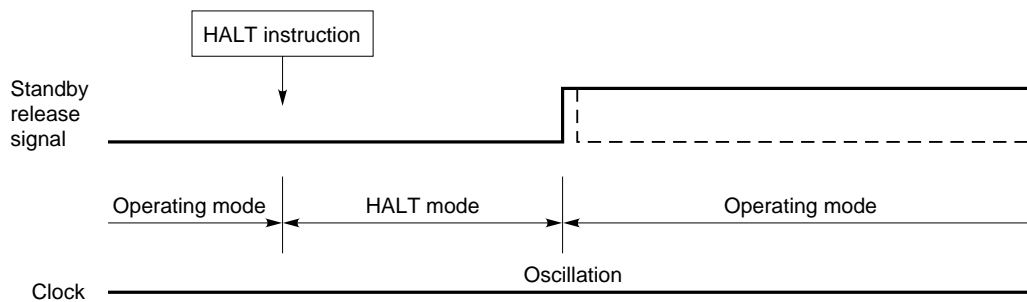 HALT instruction
Standby
release
signal
Operating mode
HALT mode
Operating mode
Oscillation
Clock